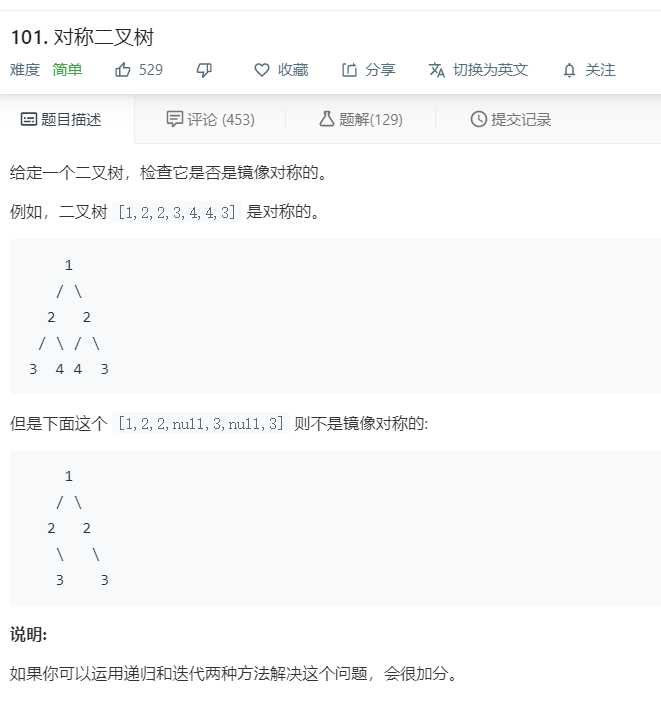 101. 对称二叉树
难度 简单 529 收藏 分享 切换为英文 关注
题目描述 评论 (453) 题解(129) 提交记录
给定一个二叉树，检查它是否是镜像对称的。
例如，二叉树 [1,2,2,3,4,4,3] 是对称的。
    1
   / \
  2   2
 / \ / \
3  4 4  3
但是下面这个 [1,2,2,null,3,null,3] 则不是镜像对称的:
    1
   / \
  2   2
   \   \
   3    3
说明:
如果你可以运用递归和迭代两种方法解决这个问题，会很加分。